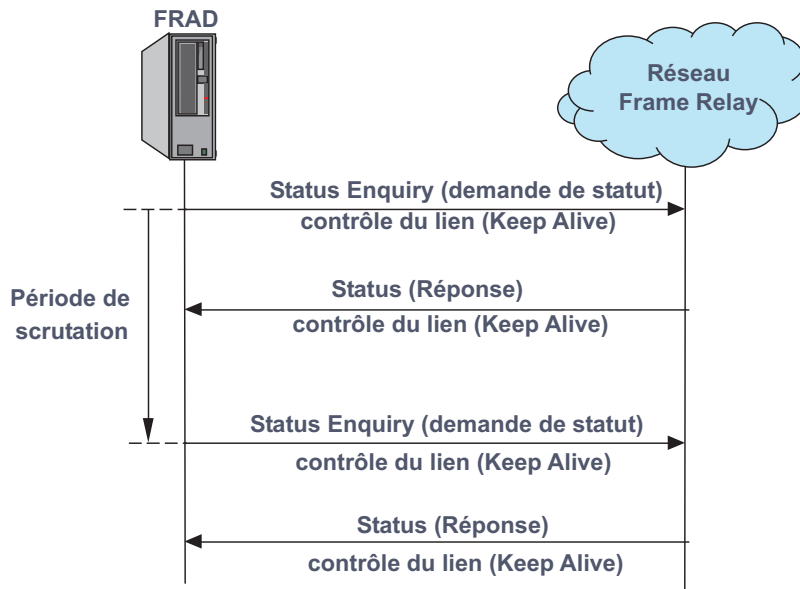 FRAD
Réseau
Frame Relay
Status Enquiry (demande de statut)
contrôle du lien (Keep Alive)
Période de
scrutation
Status (Réponse)
contrôle du lien (Keep Alive)
Status Enquiry (demande de statut)
contrôle du lien (Keep Alive)
Status (Réponse)
contrôle du lien (Keep Alive)